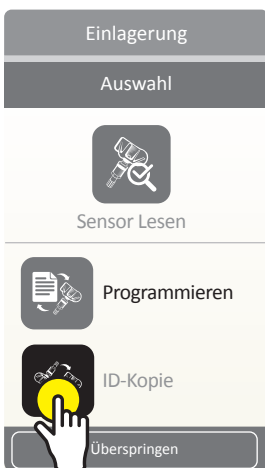 Einlagerung
Auswahl
Sensor Lesen
Programmieren
ID-Kopie
Überspringen